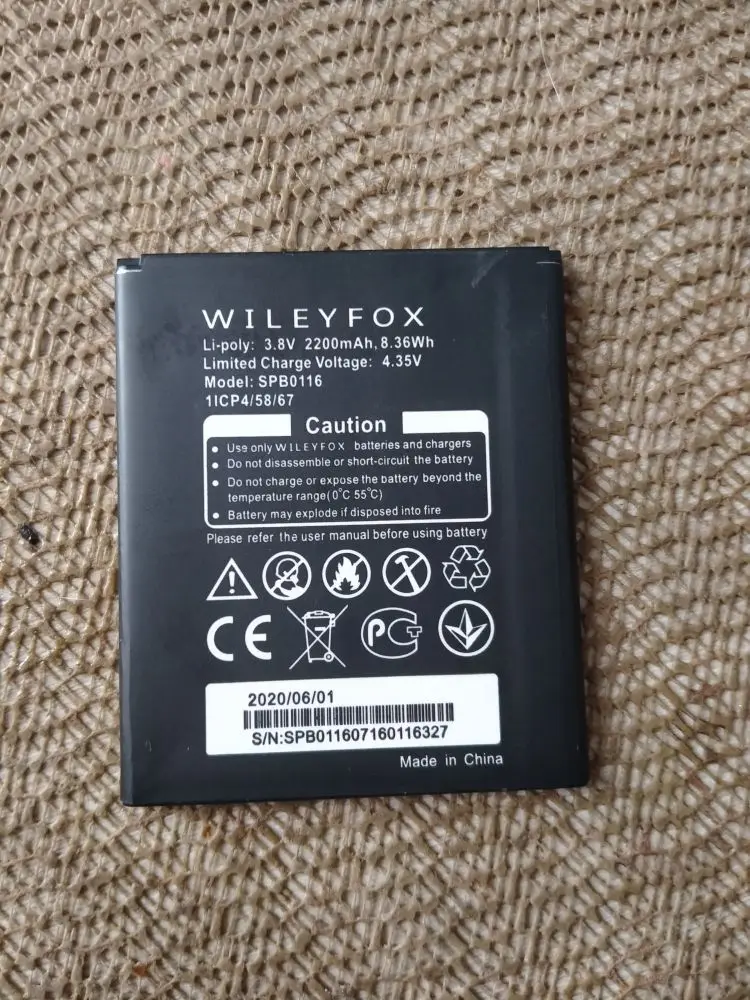 WILEYFOX
Li-poly: 3.8V 2200mAh, 8.36Wh
Limited Charge Voltage: 4.35V
Model: SPB0116
1ICP4/58/67
Caution
• Use only WILEYFOX batteries and chargers
• Do not disassemble or short-circuit the battery
• Do not charge or expose the battery beyond the
temperature range(0°C 55°C)
• Battery may explode if disposed into fire
Please refer the user manual before using battery
CE
PCT
2020/06/01
S/N:SPB011607160116327
Made in China